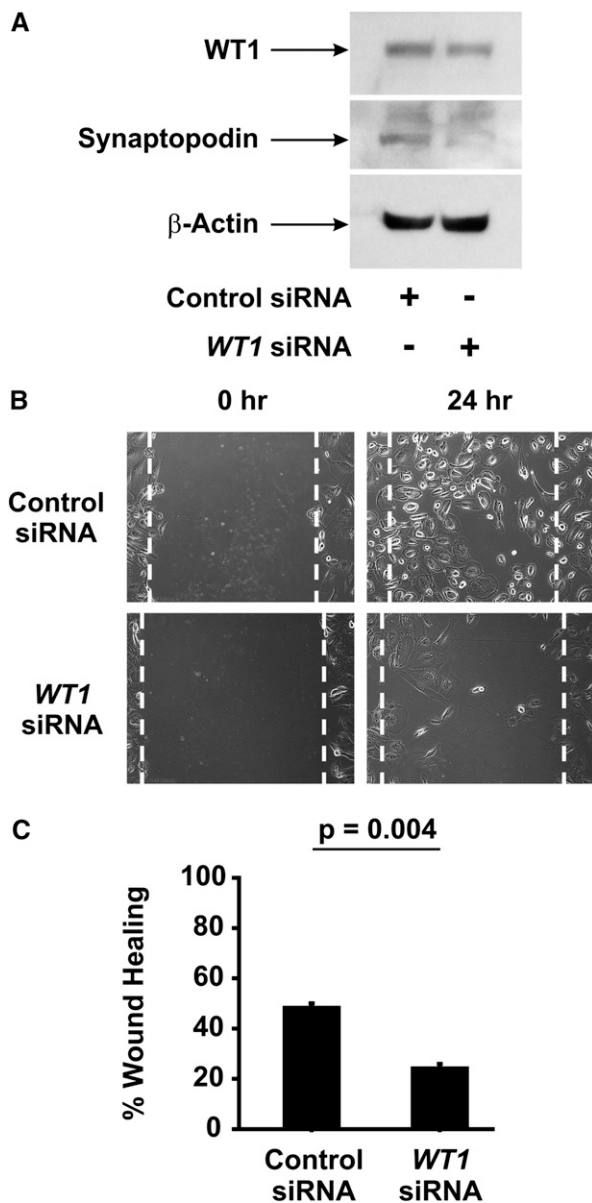 A
WT1
Synaptopodin
β-Actin
Control siRNA + -
WT1 siRNA - +
B
0 hr 24 hr
Control
siRNA
WT1
siRNA
C
p = 0.004
% Wound Healing
100
80
60
40
20
0
Control
siRNA
WT1
siRNA